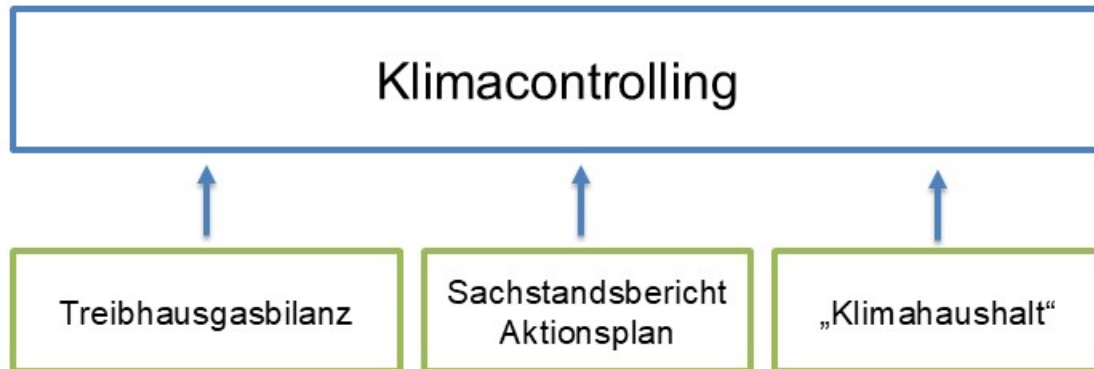 Klimacontrolling
Treibhausgasbilanz
Sachstandsbericht
Aktionsplan
„Klimahaushalt“